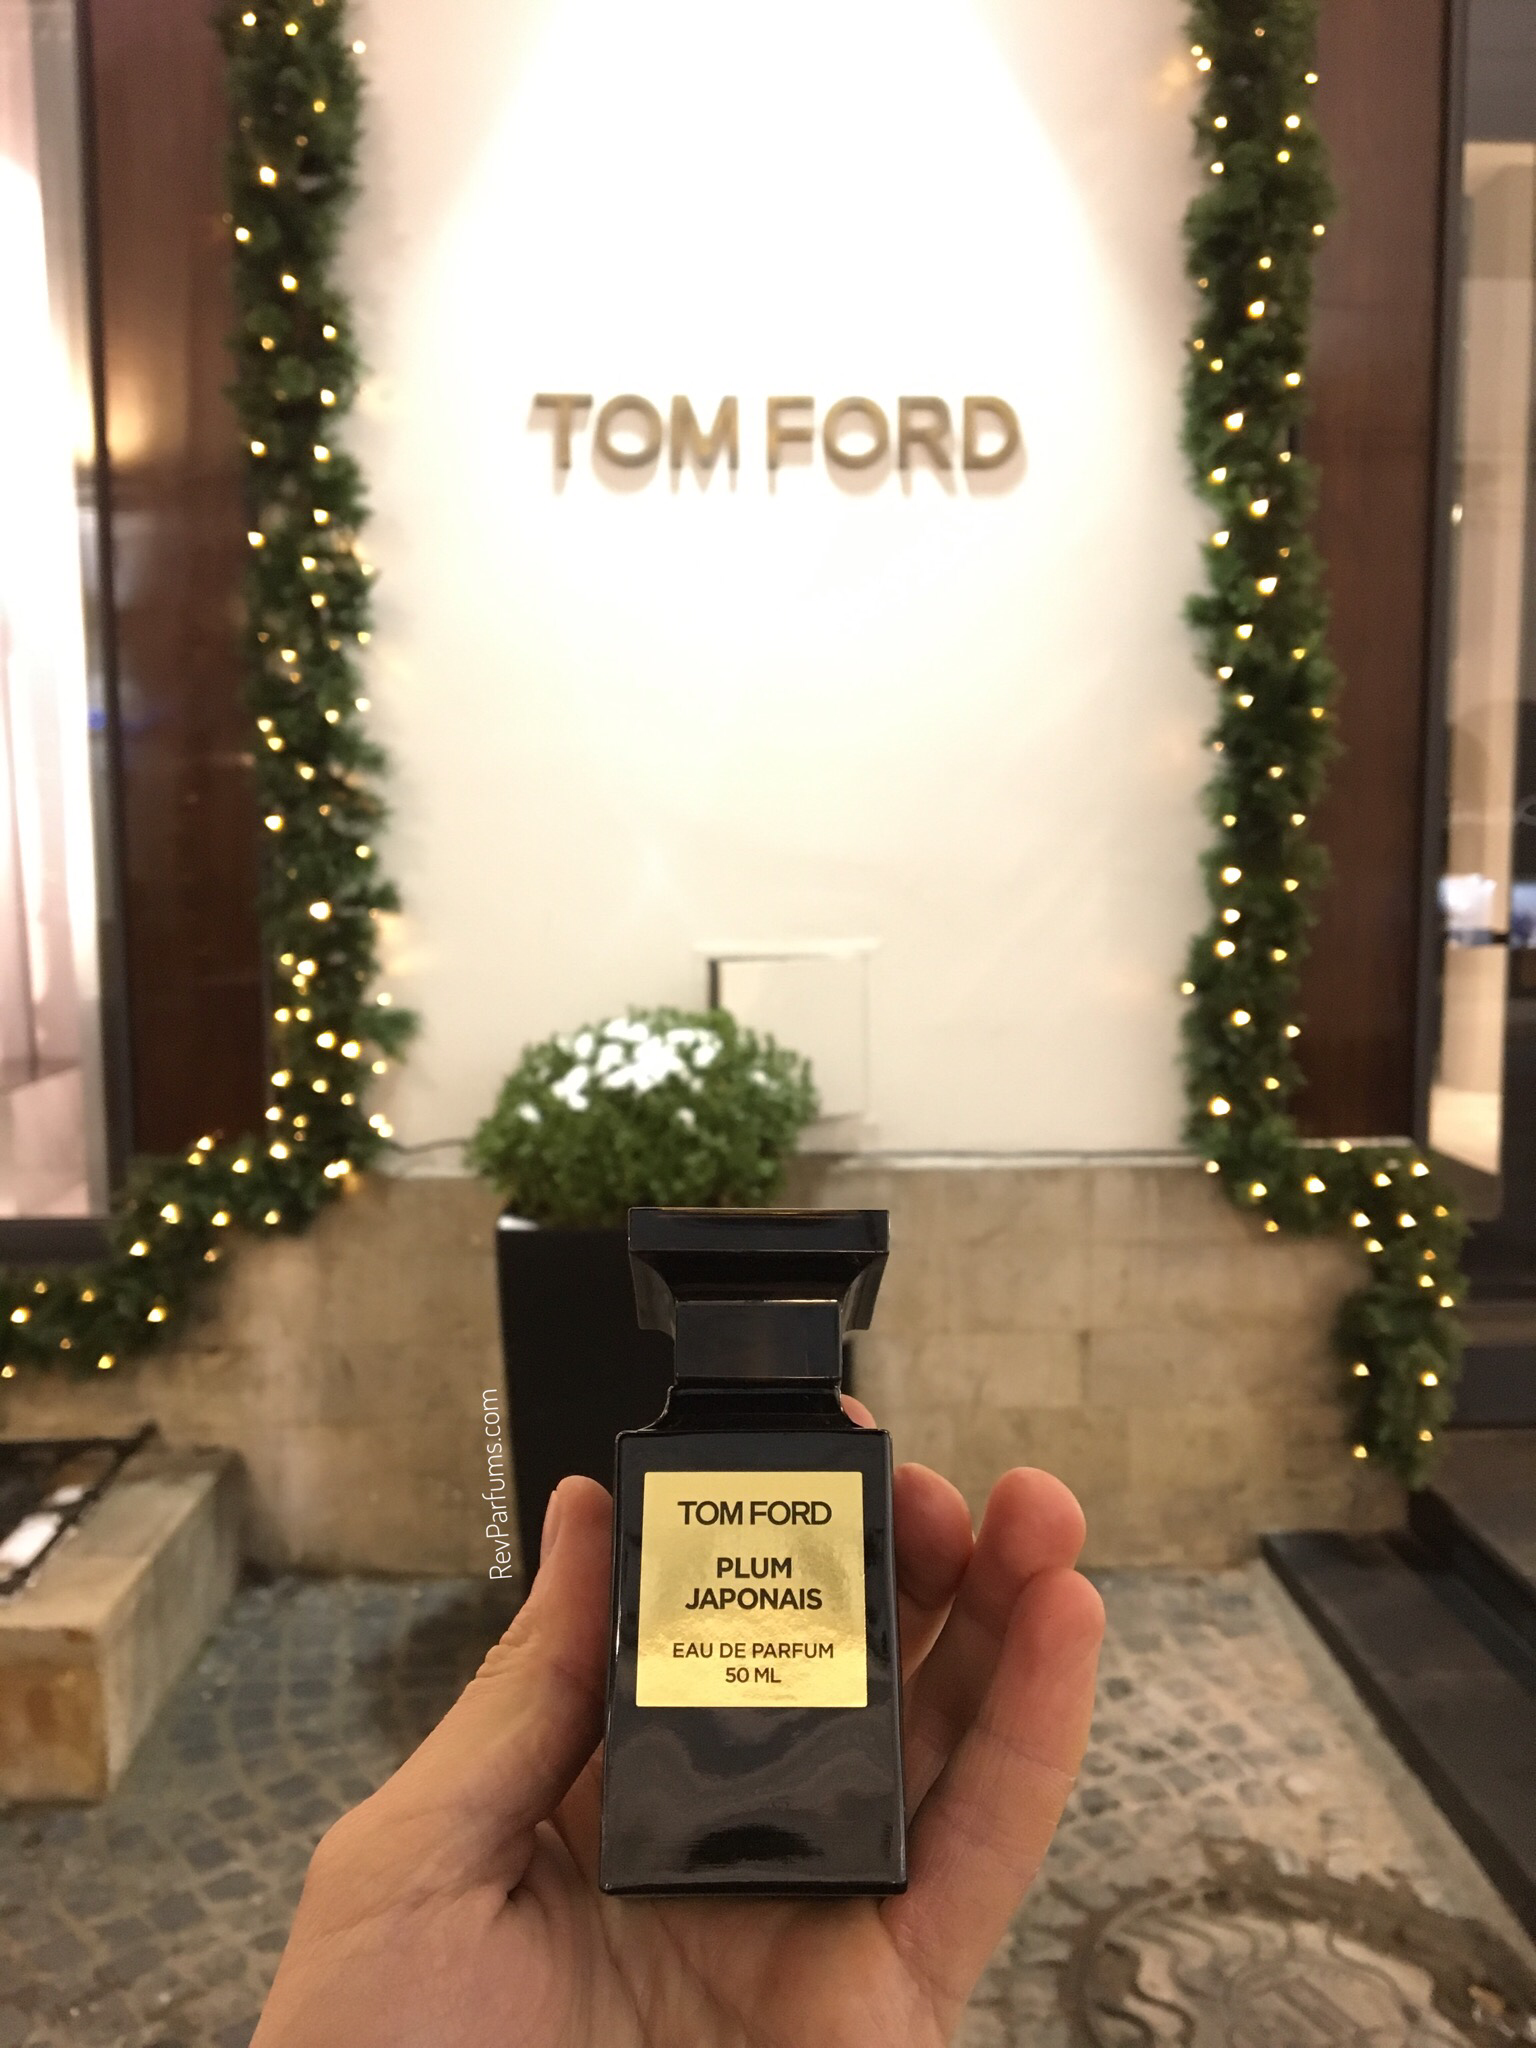 TOM FORD
RevParfums.com
TOM FORD
PLUM
JAPONAIS
EAU DE PARFUM
50 ML